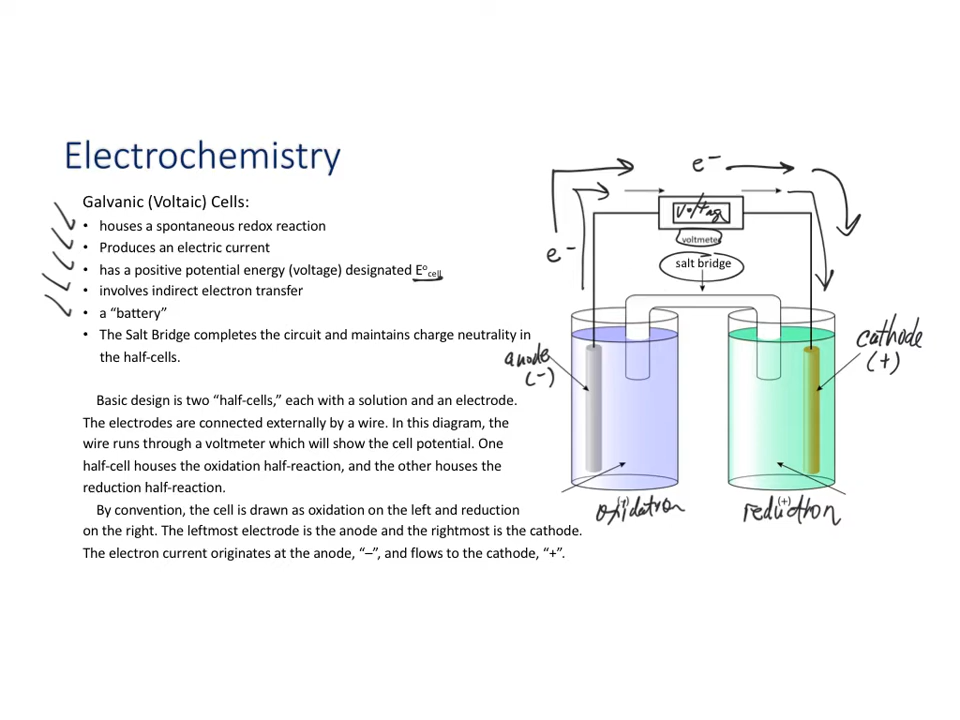 Electrochemistry
Galvanic (Voltaic) Cells:
• houses a spontaneous redox reaction
• Produces an electric current
• has a positive potential energy (voltage) designated E°cell
• involves indirect electron transfer
• a “battery”
• The Salt Bridge completes the circuit and maintains charge neutrality in
the half-cells.
Basic design is two “half-cells,” each with a solution and an electrode.
The electrodes are connected externally by a wire. In this diagram, the
wire runs through a voltmeter which will show the cell potential. One
half-cell houses the oxidation half-reaction, and the other houses the
reduction half-reaction.
By convention, the cell is drawn as oxidation on the left and reduction
on the right. The leftmost electrode is the anode and the rightmost is the cathode.
The electron current originates at the anode, “–”, and flows to the cathode, “+”.
e-
e-
voltmeter
salt bridge
anode
(-)
cathode
(+)
(+)
oxidation
(+)
reduction